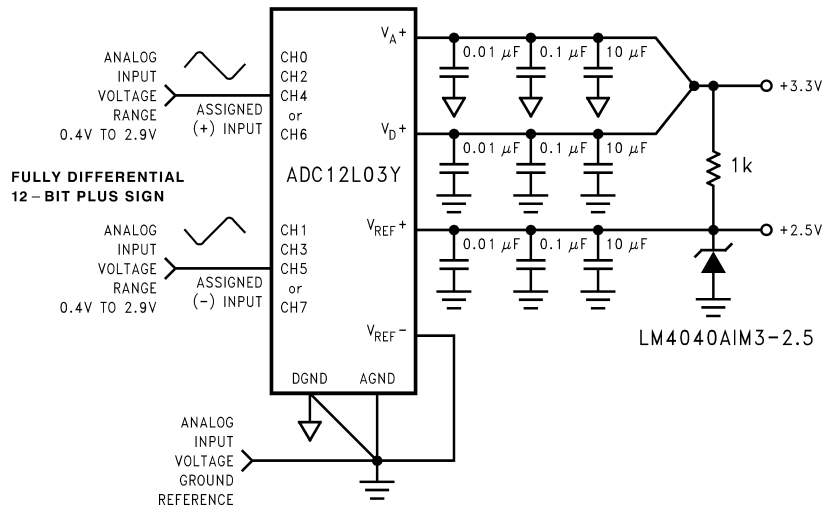 ANALOG
INPUT
VOLTAGE
RANGE
0.4V TO 2.9V
ASSIGNED
(+) INPUT
CH0
CH2
CH4
or
CH6
FULLY DIFFERENTIAL
12–BIT PLUS SIGN
ADC12L03Y
ANALOG
INPUT
VOLTAGE
RANGE
0.4V TO 2.9V
ASSIGNED
(−) INPUT
CH1
CH3
CH5
or
CH7
VA+
0.01 μF
0.1 μF
10 μF
+3.3V
VD+
0.01 μF
0.1 μF
10 μF
1k
VREF+
0.01 μF
0.1 μF
10 μF
+2.5V
VREF−
LM4040AIM3-2.5
DGND
AGND
ANALOG
INPUT
VOLTAGE
GROUND
REFERENCE